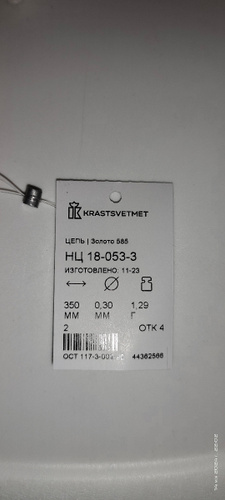 KRASTSVETMET
ЦЕПЬ | Золото 585
НЦ 18-053-3
ИЗГОТОВЛЕНО: 11-23
350 0,30 1,29
ММ ММ Г
2 ОТК 4
ОСТ 117-3-002 44362566